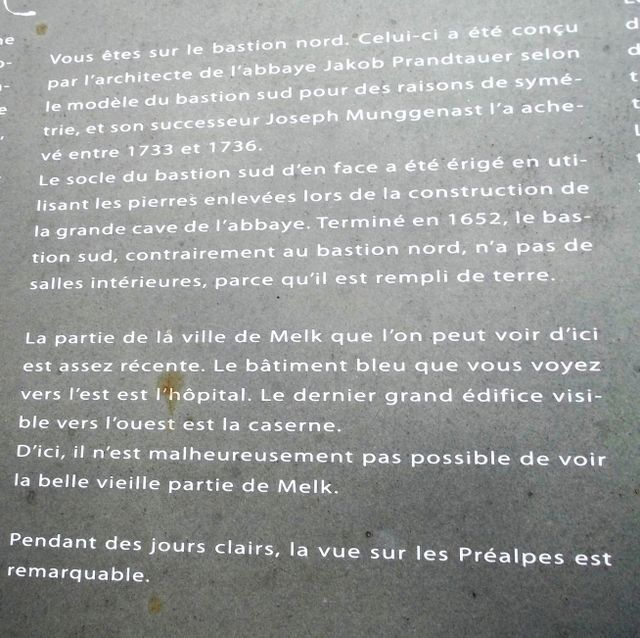 Vous êtes sur le bastion nord. Celui-ci a été conçu
par l'architecte de l'abbaye Jakob Prandtauer selon
le modèle du bastion sud pour des raisons de symé-
trie, et son successeur Joseph Munggenast l'a ache-
vé entre 1733 et 1736.
Le socle du bastion sud d'en face a été érigé en uti-
lisant les pierres enlevées lors de la construction de
la grande cave de l'abbaye. Terminé en 1652, le bas-
tion sud, contrairement au bastion nord, n'a pas de
salles intérieures, parce qu'il est rempli de terre.
La partie de la ville de Melk que l'on peut voir d'ici
est assez récente. Le bâtiment bleu que vous voyez
vers l'est est l'hôpital. Le dernier grand édifice visi-
ble vers l'ouest est la caserne.
D'ici, il n'est malheureusement pas possible de voir
la belle vieille partie de Melk.
Pendant des jours clairs, la vue sur les Préalpes est
remarquable.